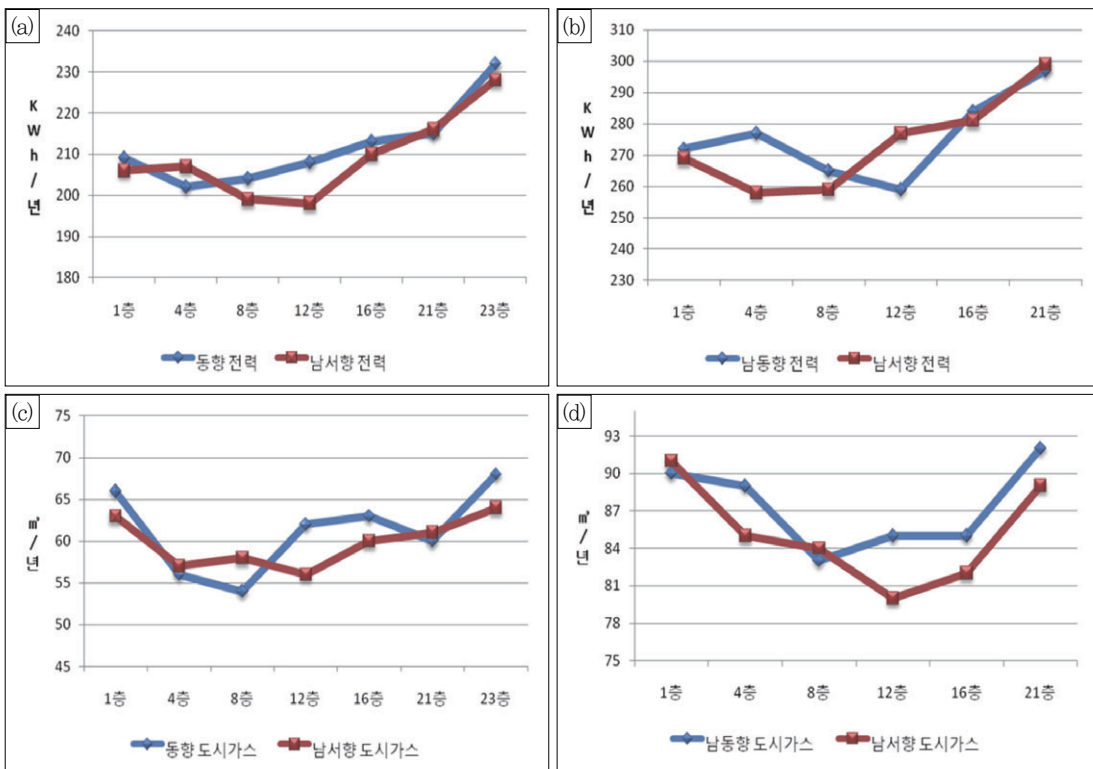 (a)
240
230
220
210
200
190
180
K
W
h
/
년
1층 4층 8층 12층 16층 21층 23층
동향 전력 남서향 전력
(b)
310
300
290
280
270
260
250
240
230
K
W
h
/
년
1층 4층 8층 12층 16층 21층
남동향 전력 남서향 전력
(c)
75
70
65
60
55
50
45
㎥
/
년
1층 4층 8층 12층 16층 21층 23층
동향 도시가스 남서향 도시가스
(d)
93
90
87
84
81
78
75
㎥
/
년
1층 4층 8층 12층 16층 21층
남동향 도시가스 남서향 도시가스